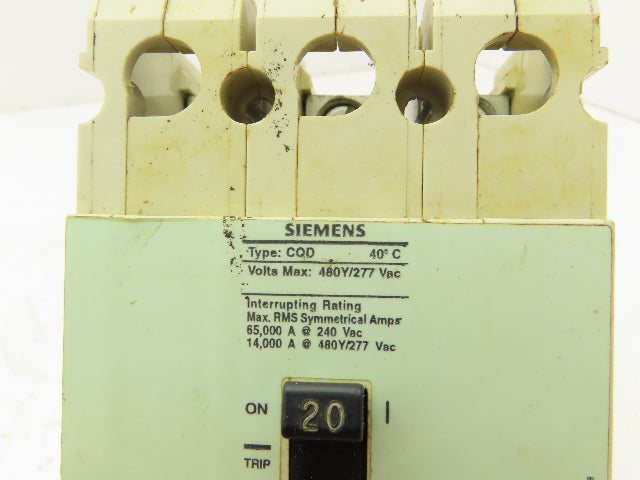 SIEMENS
Type: CQD 40° C
Volts Max: 480Y/277 Vac
Interrupting Rating
Max. RMS Symmetrical Amps
65,000 A @ 240 Vac
14,000 A @ 480Y/277 Vac
ON 20 |
TRIP